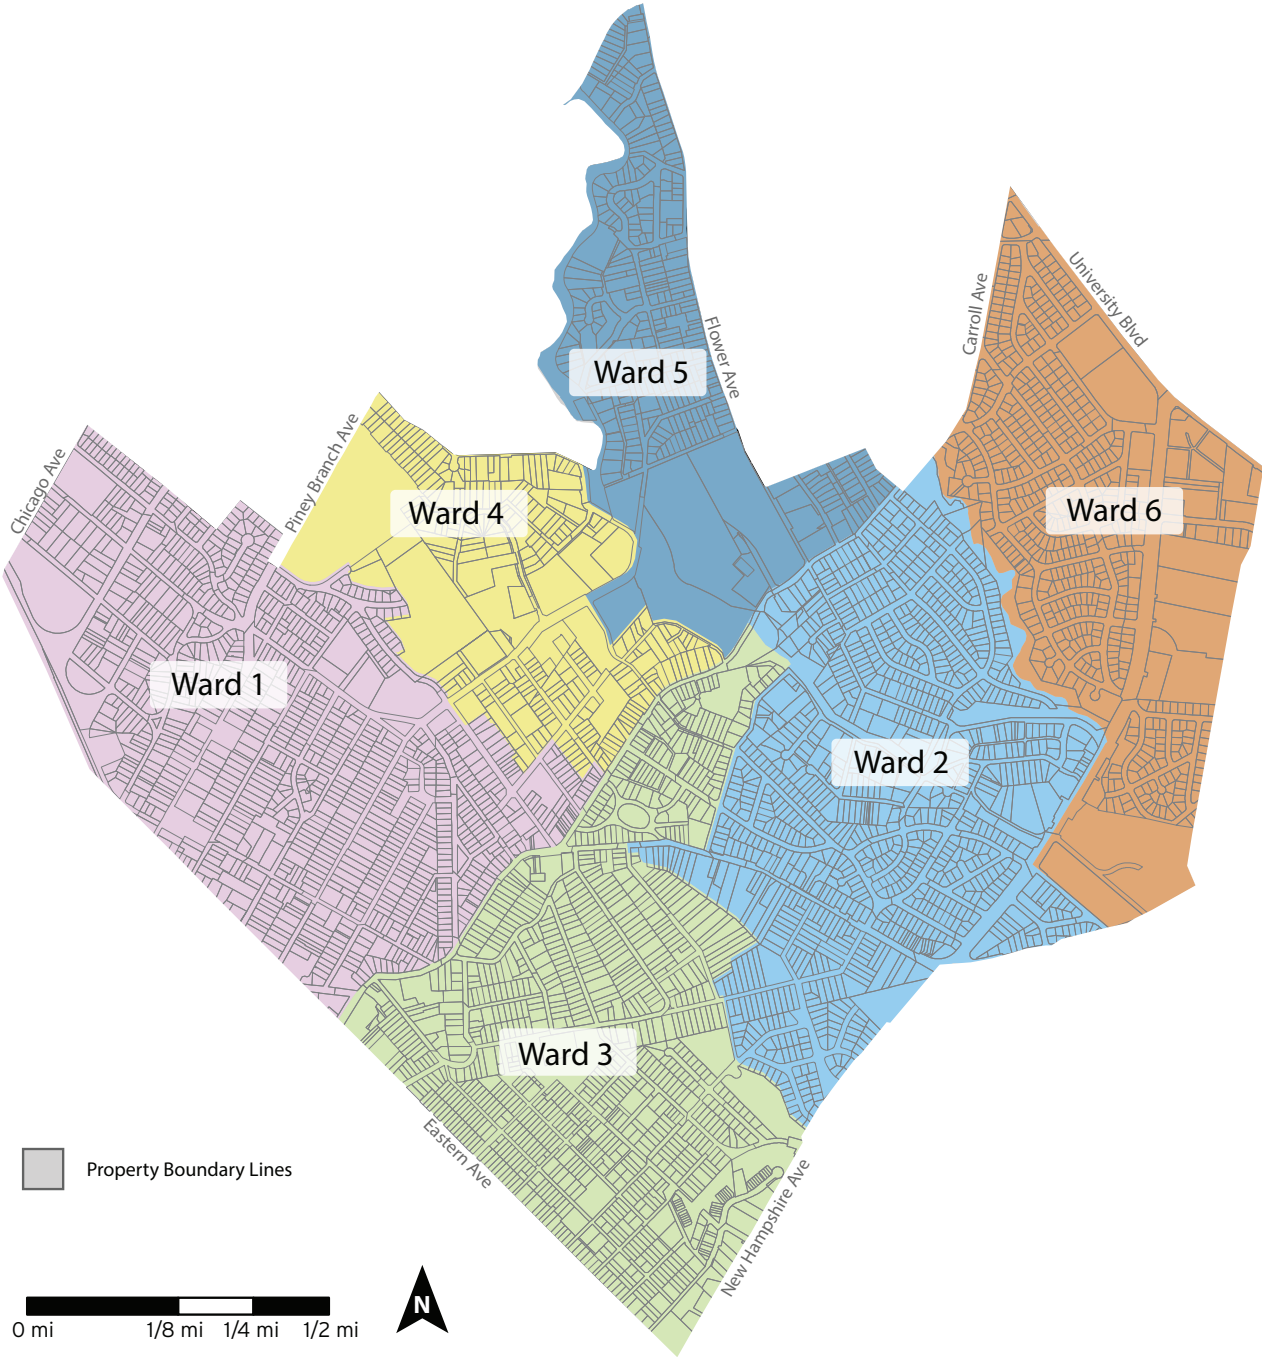 Carroll Ave
University Blvd
Flower Ave
Ward 5
Piney Branch Ave
Chicago Ave
Ward 4
Ward 6
Ward 1
Ward 2
Ward 3
Eastern Ave
New Hampshire Ave
Property Boundary Lines
N
0 mi 1/8 mi 1/4 mi 1/2 mi